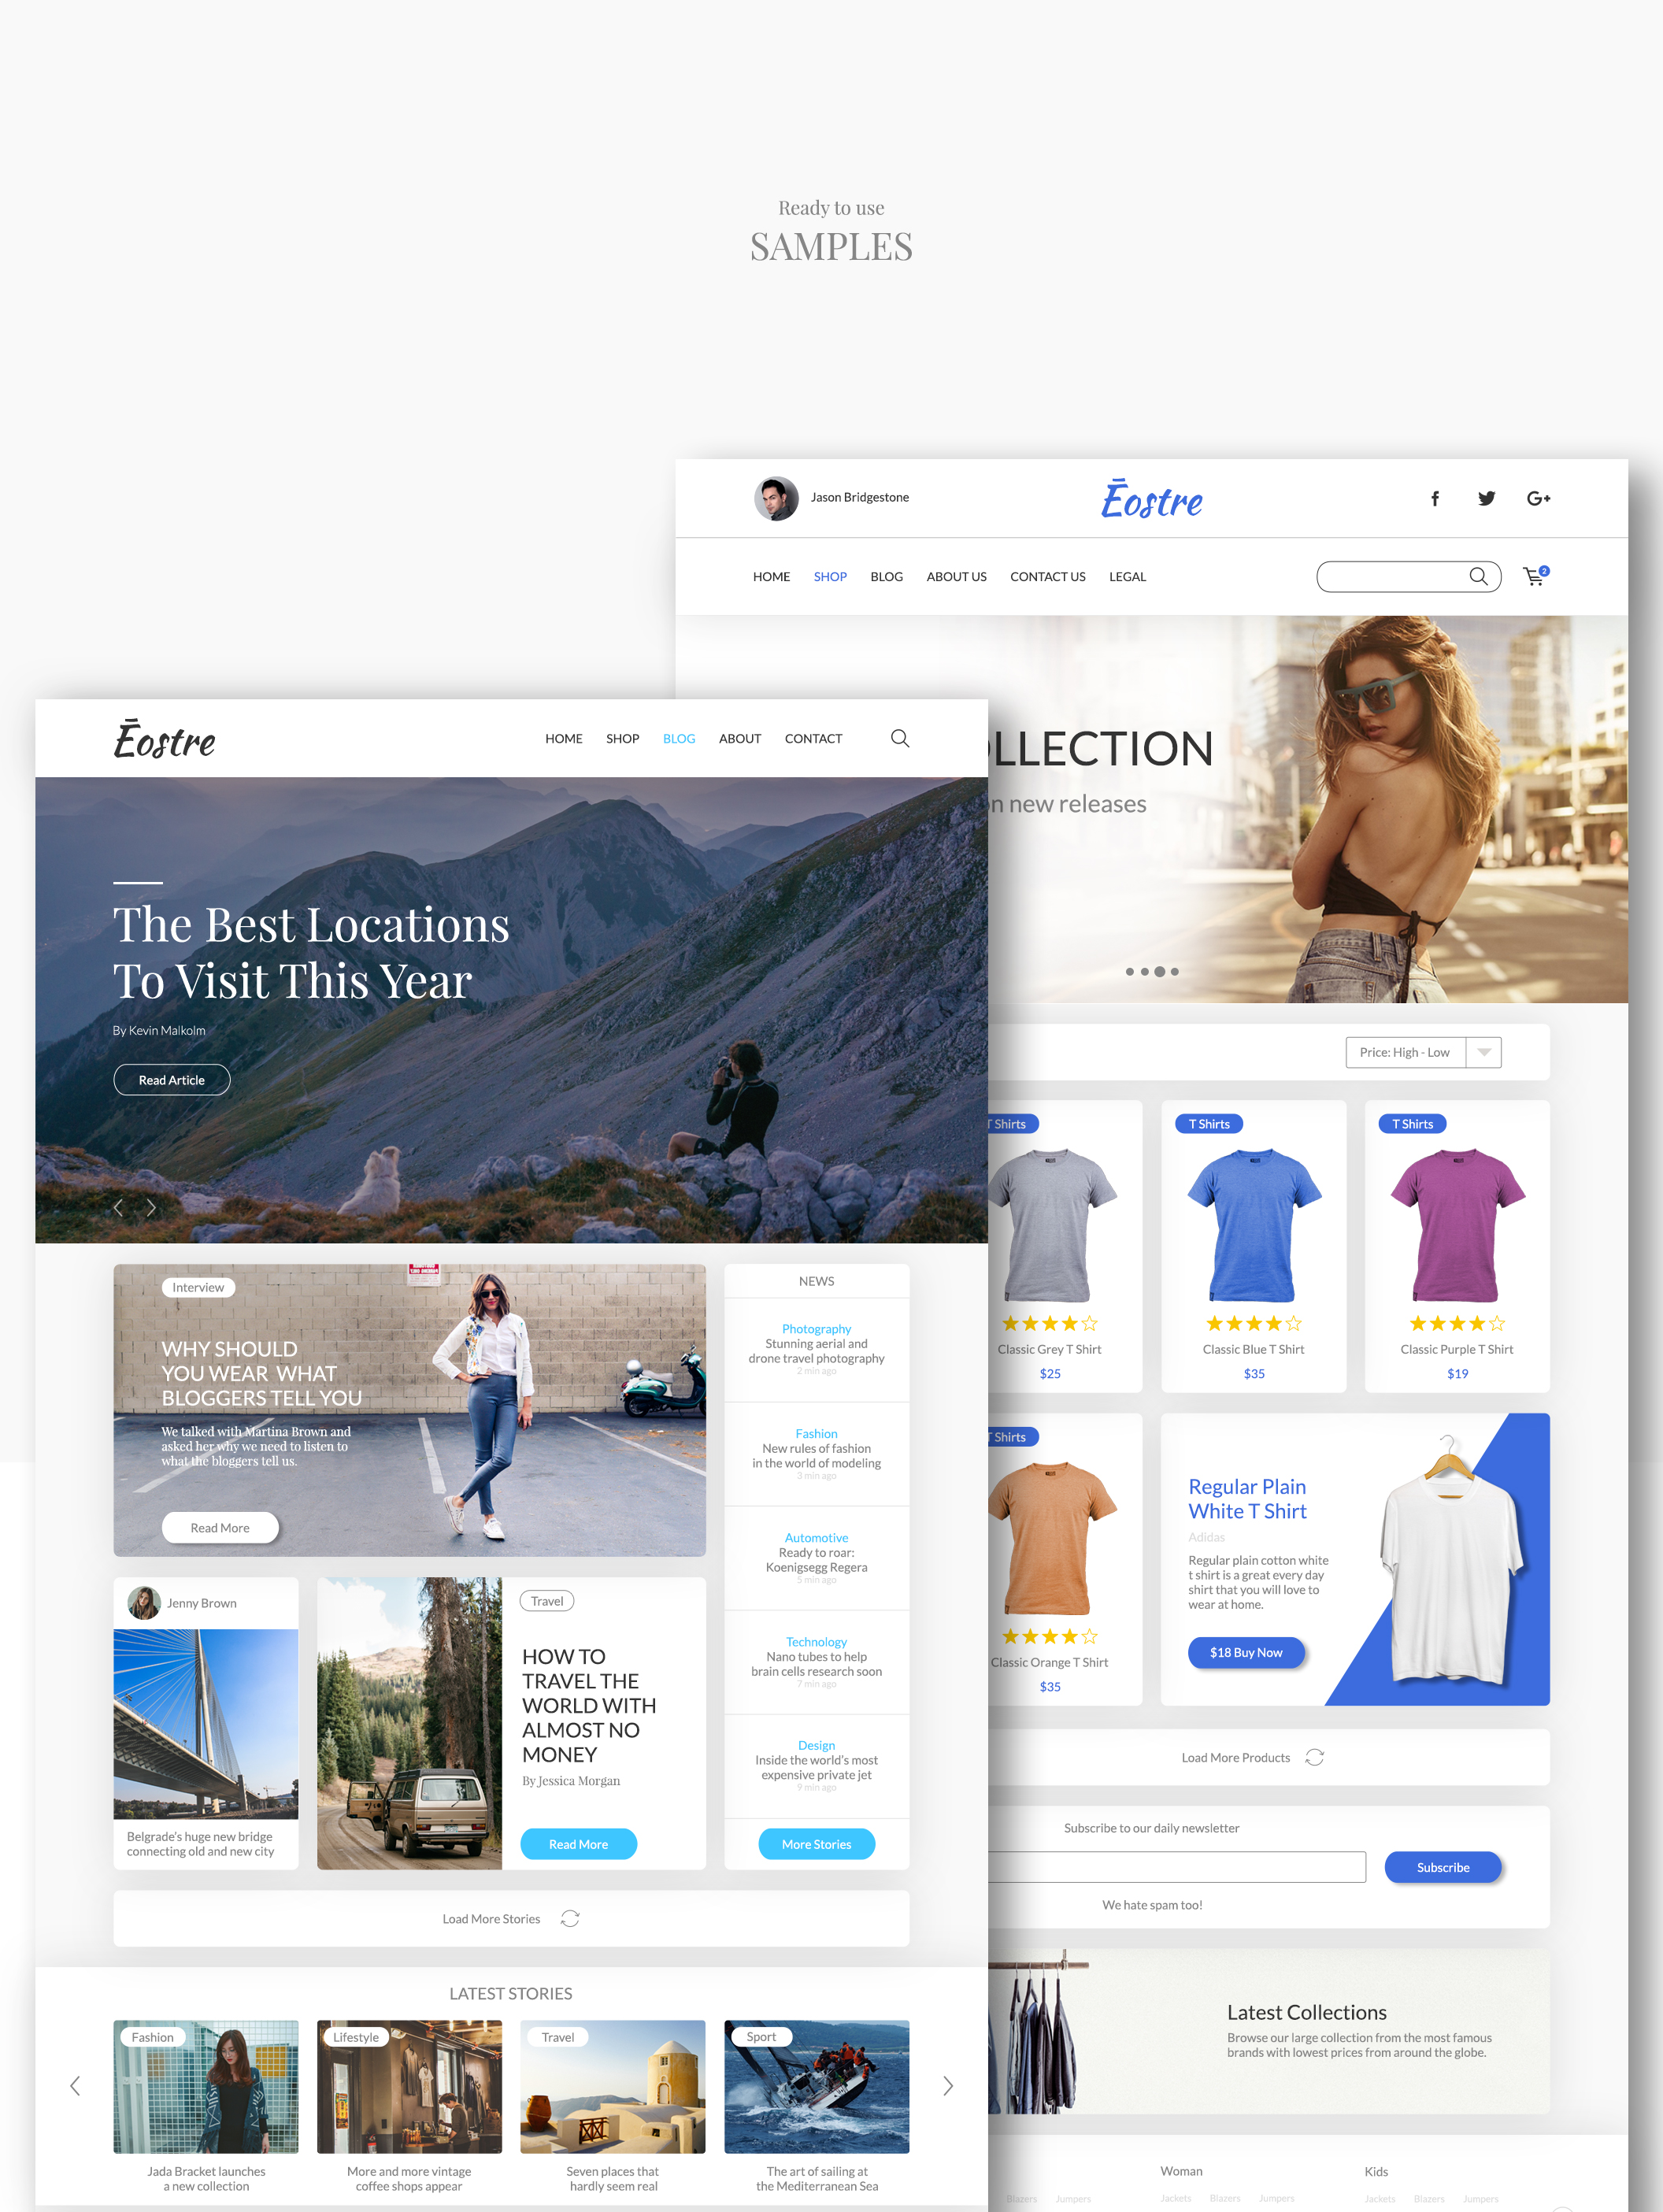 Ready to use
SAMPLES
Jason Bridgestone
Ēostre
HOME SHOP BLOG ABOUT US CONTACT US LEGAL
2
LLECTION
n new releases
Price: High - Low
T Shirts
T Shirts
T Shirts
Classic Grey T Shirt
$25
Classic Blue T Shirt
$35
Classic Purple T Shirt
$19
T Shirts
Classic Orange T Shirt
$35
Regular Plain
White T Shirt
Adidas
Regular plain cotton white
t shirt is a great every day
shirt that you will love to
wear at home.
$18 Buy Now
Load More Products
Subscribe to our daily newsletter
Subscribe
We hate spam too!
Latest Collections
Browse our large collection from the most famous
brands with lowest prices from around the globe.
Blazers Jumpers
Woman
Jackets Blazers Jumpers
Kids
Jackets Blazers Jumpers
Ēostre
HOME SHOP BLOG ABOUT CONTACT
The Best Locations
To Visit This Year
By Kevin Malkolm
Read Article
Interview
WHY SHOULD
YOU WEAR WHAT
BLOGGERS TELL YOU
We talked with Martina Brown and
asked her why we need to listen to
what the bloggers tell us.
Read More
NEWS
Photography
Stunning aerial and
drone travel photography
2 min ago
Fashion
New rules of fashion
in the world of modeling
3 min ago
Automotive
Ready to roar:
Koenigsegg Regera
5 min ago
Technology
Nano tubes to help
brain cells research soon
7 min ago
Design
Inside the world's most
expensive private jet
9 min ago
More Stories
Jenny Brown
Belgrade's huge new bridge
connecting old and new city
Travel
HOW TO
TRAVEL THE
WORLD WITH
ALMOST NO
MONEY
By Jessica Morgan
Read More
Load More Stories
LATEST STORIES
Fashion
Jada Bracket launches
a new collection
Lifestyle
More and more vintage
coffee shops appear
Travel
Seven places that
hardly seem real
Sport
The art of sailing at
the Mediterranean Sea